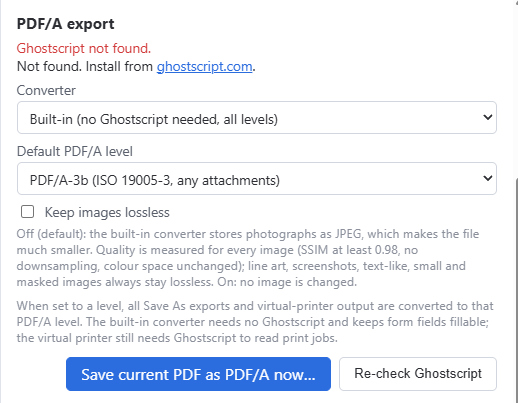 PDF/A export
Ghostscript not found.
Not found. Install from ghostscript.com.
Converter
Built-in (no Ghostscript needed, all levels)
Default PDF/A level
PDF/A-3b (ISO 19005-3, any attachments)
Keep images lossless
Off (default): the built-in converter stores photographs as JPEG, which makes the file
much smaller. Quality is measured for every image (SSIM at least 0.98, no
downsampling, colour space unchanged); line art, screenshots, text-like, small and
masked images always stay lossless. On: no image is changed.
When set to a level, all Save As exports and virtual-printer output are converted to that
PDF/A level. The built-in converter needs no Ghostscript and keeps form fields fillable;
the virtual printer still needs Ghostscript to read print jobs.
Save current PDF as PDF/A now...
Re-check Ghostscript